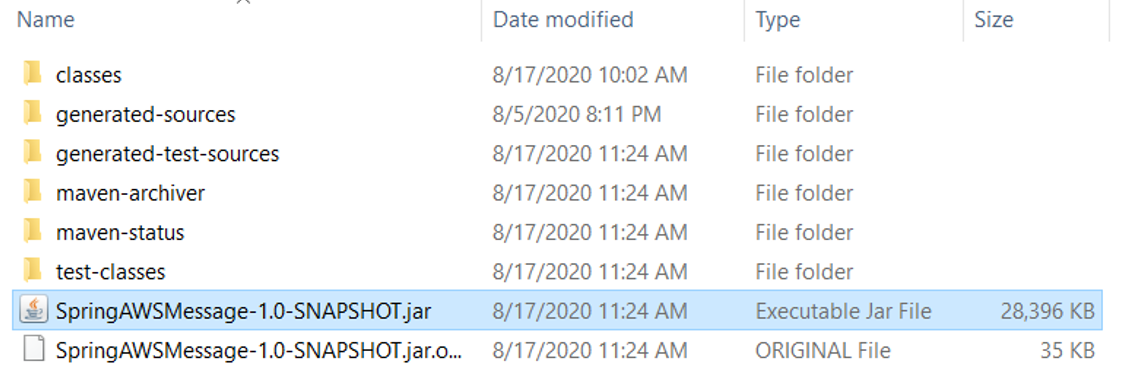 Name Date modified Type Size
classes 8/17/2020 10:02 AM File folder
generated-sources 8/5/2020 8:11 PM File folder
generated-test-sources 8/17/2020 11:24 AM File folder
maven-archiver 8/17/2020 11:24 AM File folder
maven-status 8/17/2020 11:24 AM File folder
test-classes 8/17/2020 11:24 AM File folder
SpringAWSMessage-1.0-SNAPSHOT.jar 8/17/2020 11:24 AM Executable Jar File 28,396 KB
SpringAWSMessage-1.0-SNAPSHOT.jar.o... 8/17/2020 11:24 AM ORIGINAL File 35 KB